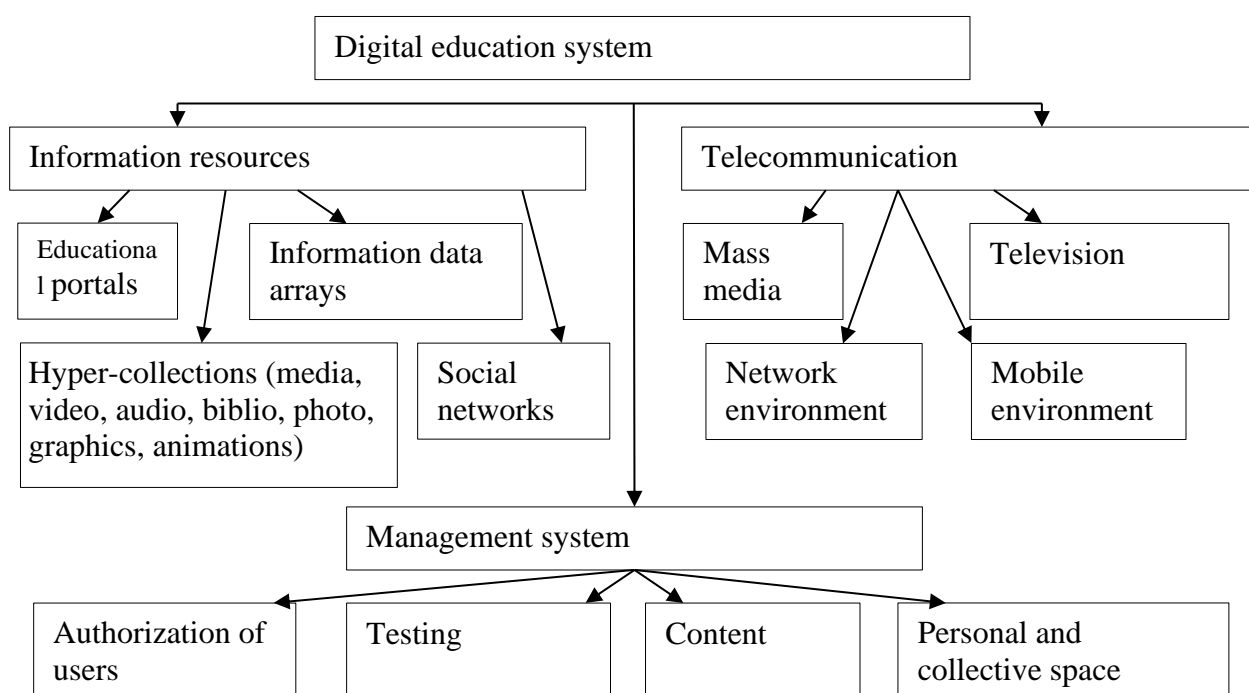 Digital education system
Information resources
Telecommunication
Educationa
l portals
Information data
arrays
Mass
media
Television
Hyper-collections (media,
video, audio, biblio, photo,
graphics, animations)
Social
networks
Network
environment
Mobile
environment
Management system
Authorization of
users
Testing
Content
Personal and
collective space